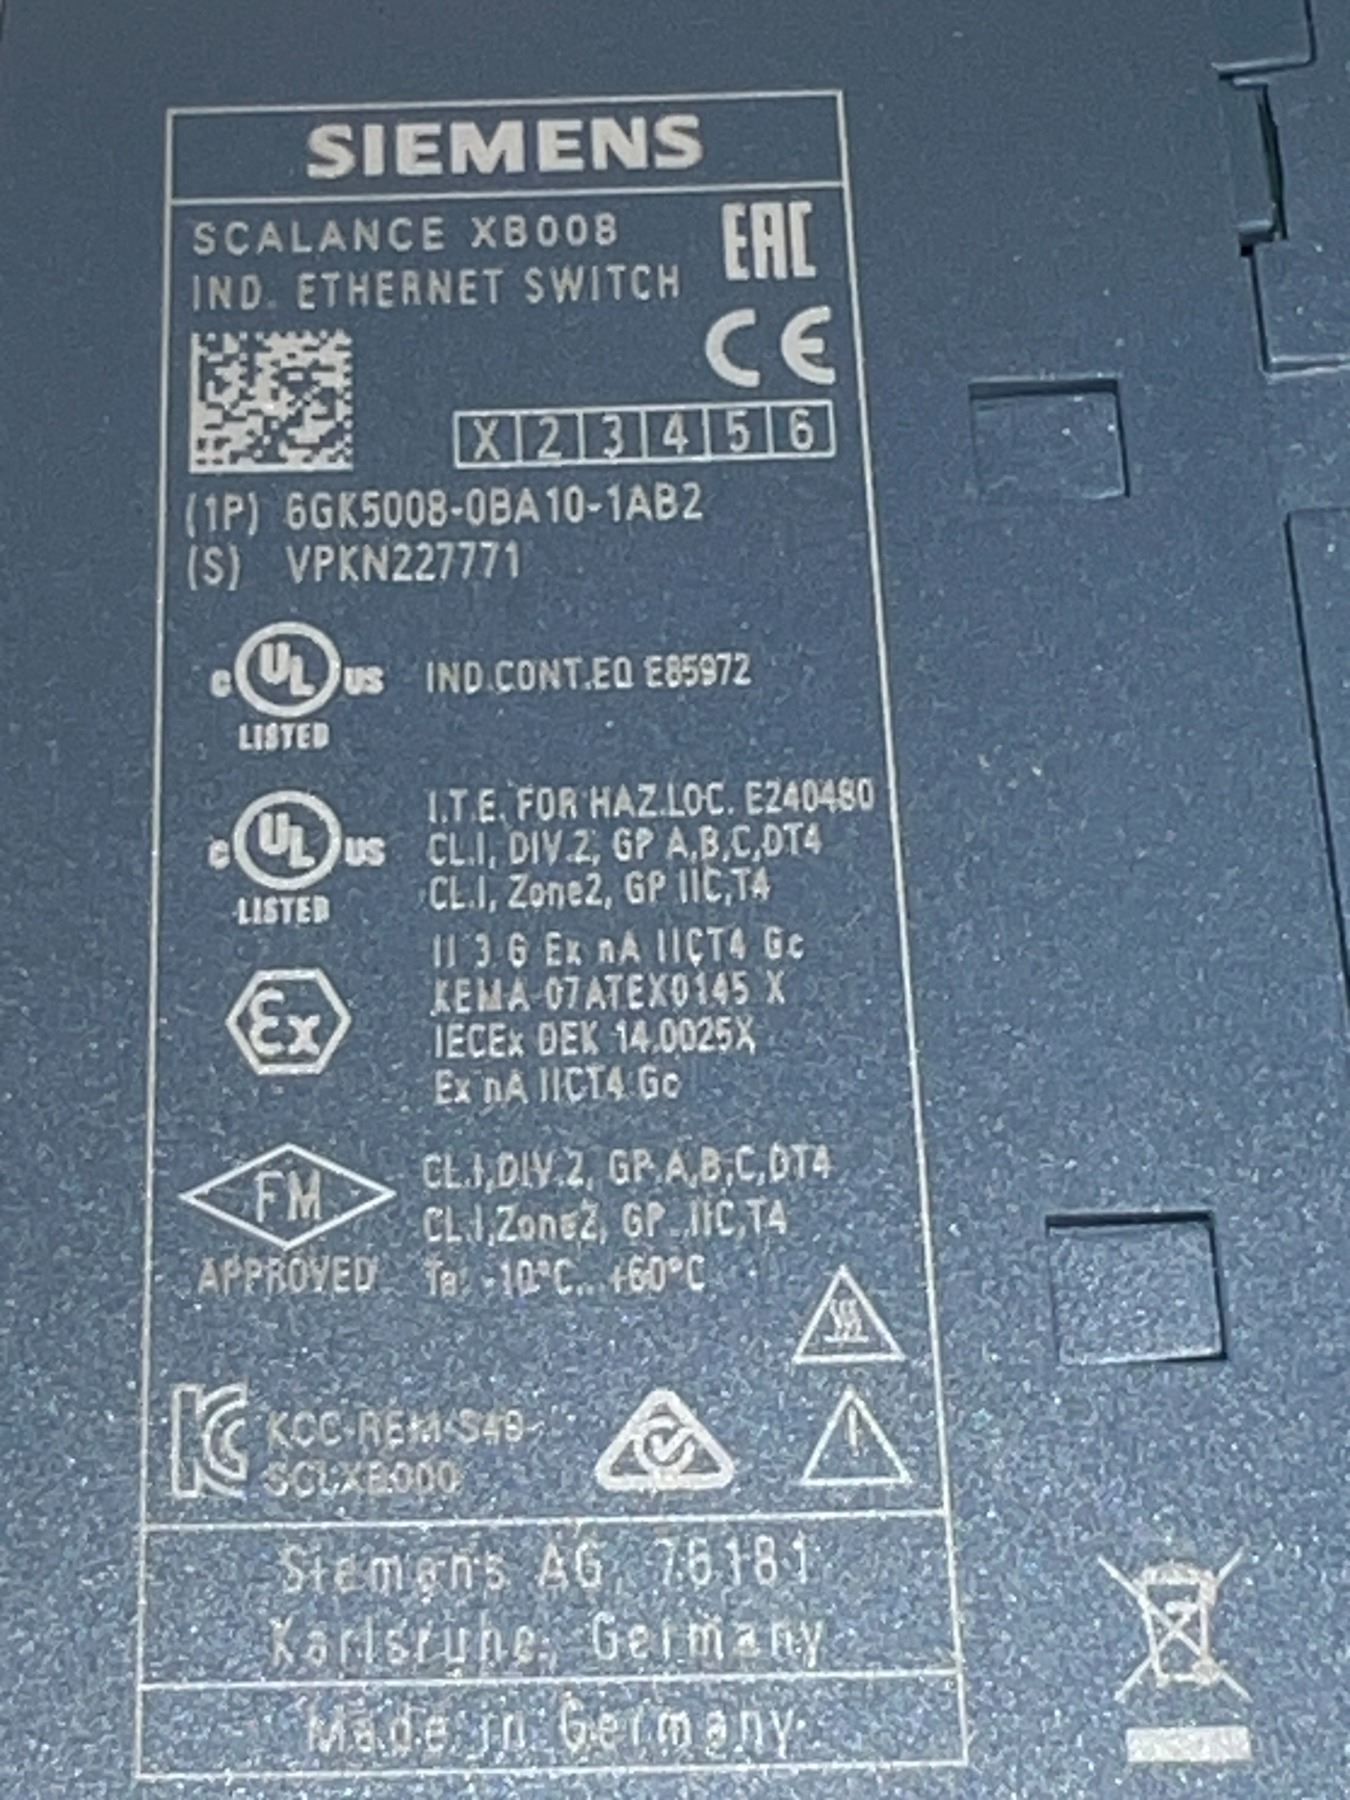 SIEMENS
SCALANCE XB008
IND. ETHERNET SWITCH
EAC
CE
X 2 3 4 5 6
(1P) 6GK5008-0BA10-1AB2
(S) VPKN227771
C UL US
LISTED
IND.CONT.EQ E85972
C UL US
LISTED
I.T.E. FOR HAZ.LOC. E240480
CL.I, DIV.2, GP A,B,C,DT4
CL.I, Zone2, GP IIC,T4
Ex
II 3 G Ex nA IICT4 Gc
KEMA 07ATEX0145 X
IECEx DEK 14.0025X
Ex nA IICT4 Gc
FM
APPROVED
CL.I,DIV.2, GP.A,B,C,DT4
CL.I,Zone2, GP..IIC,T4
Ta: -10°C...+60°C
KC
KCC-REM-S49-
SCLXB000
Siemens AG, 76181
Karlsruhe, Germany
Made in Germany